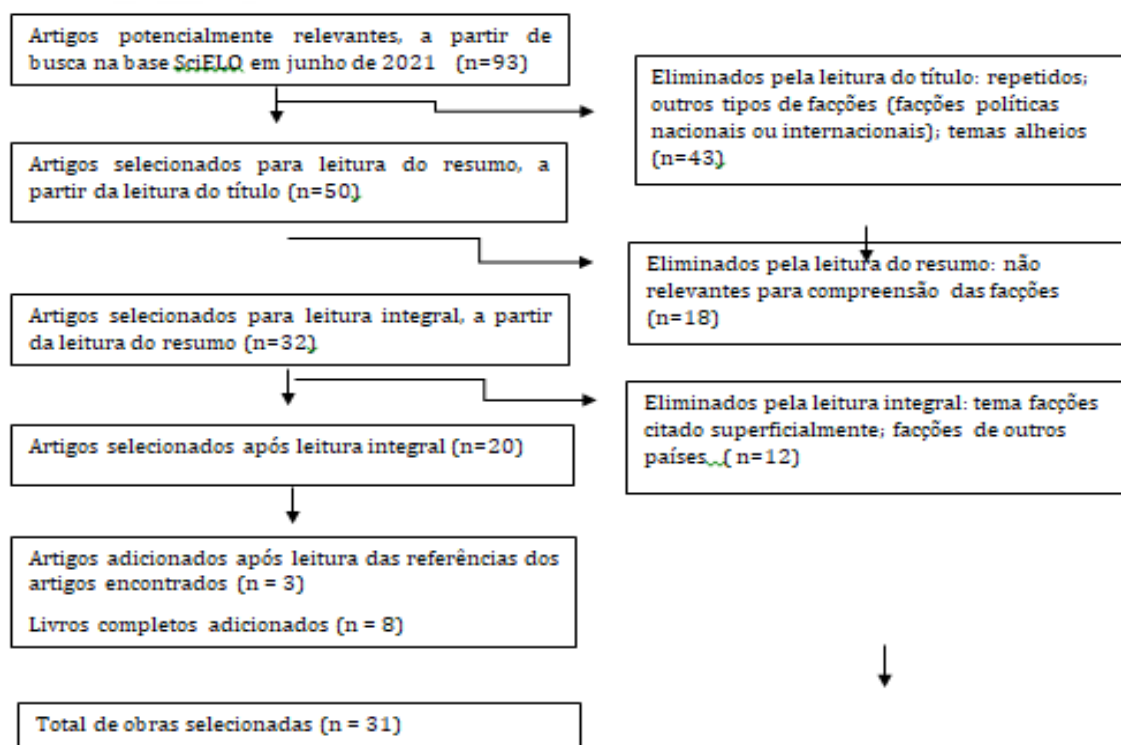 Artigos potencialmente relevantes, a partir de
busca na base SciELO em junho de 2021 (n=93)
Eliminados pela leitura do título: repetidos;
outros tipos de facções (facções políticas
nacionais ou internacionais); temas alheios
(n=43)
Artigos selecionados para leitura do resumo, a
partir da leitura do título (n=50)
Eliminados pela leitura do resumo: não
relevantes para compreensão das facções
(n=18)
Artigos selecionados para leitura integral, a partir
da leitura do resumo (n=32)
Eliminados pela leitura integral: tema facções
citado superficialmente; facções de outros
países (n=12)
Artigos selecionados após leitura integral (n=20)
Artigos adicionados após leitura das referências dos
artigos encontrados (n = 3)
Livros completos adicionados (n = 8)
Total de obras selecionadas (n = 31)